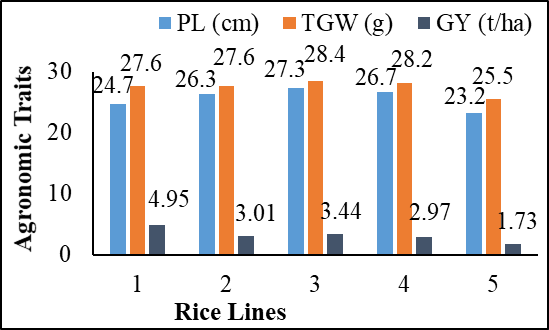 PL (cm) TGW (g) GY (t/ha)
Agronomic Traits
30
20
10
0
24.7 27.6 4.95
26.3 27.6 3.01
27.3 28.4 3.44
26.7 28.2 2.97
23.2 25.5 1.73
1 2 3 4 5
Rice Lines